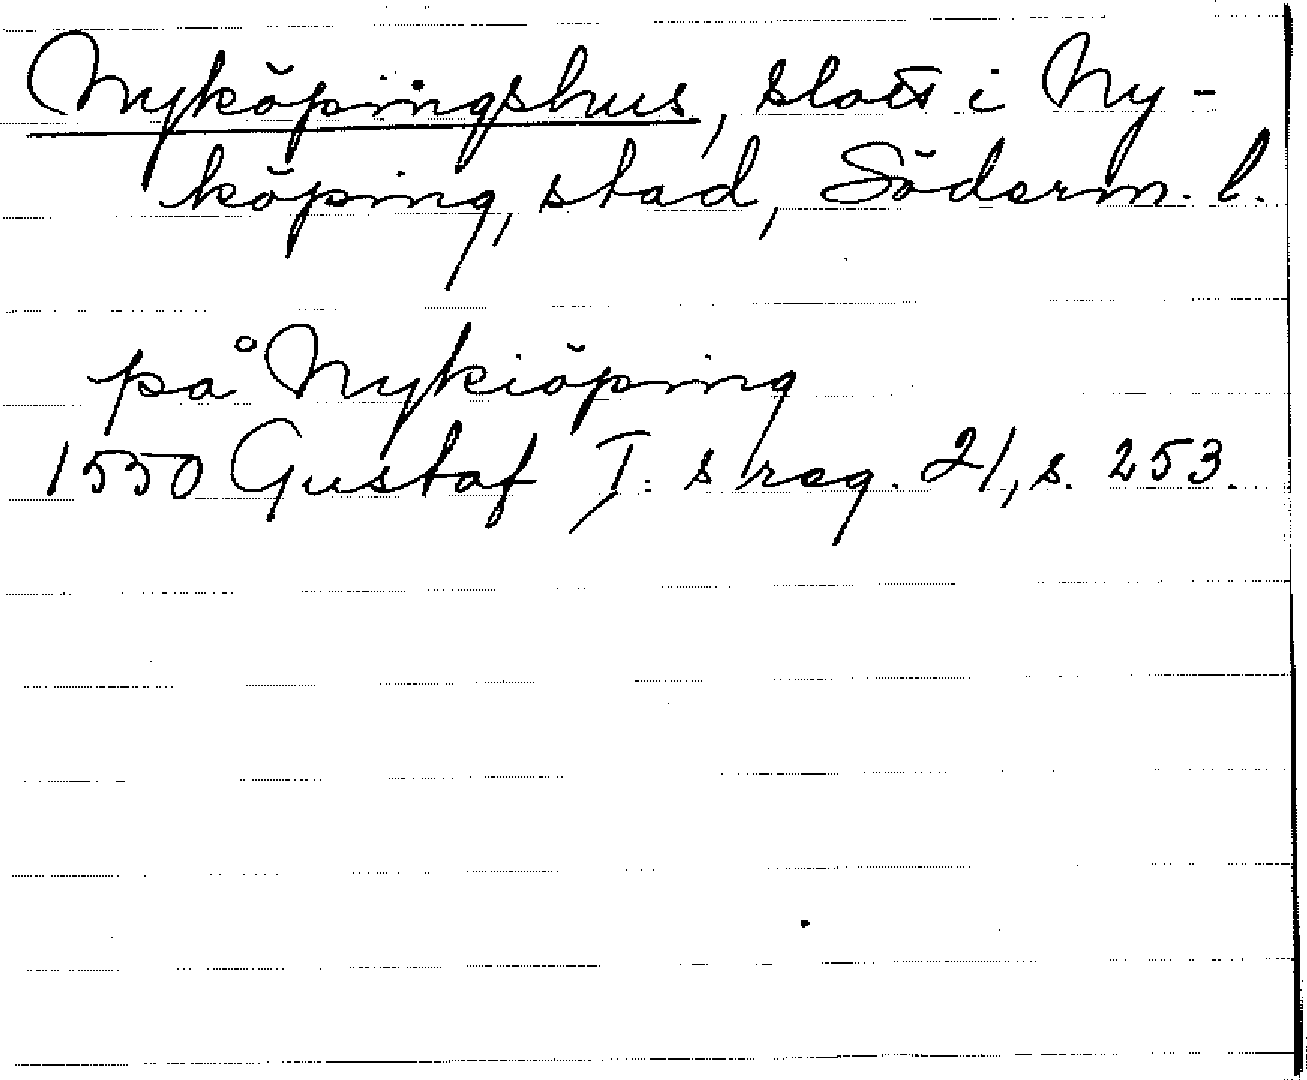 Nyköpingshus, slott i Ny-
köping, stad, Söderm. l.
på Nykiöping
1550 Gustaf I:s reg. 21, s. 253.